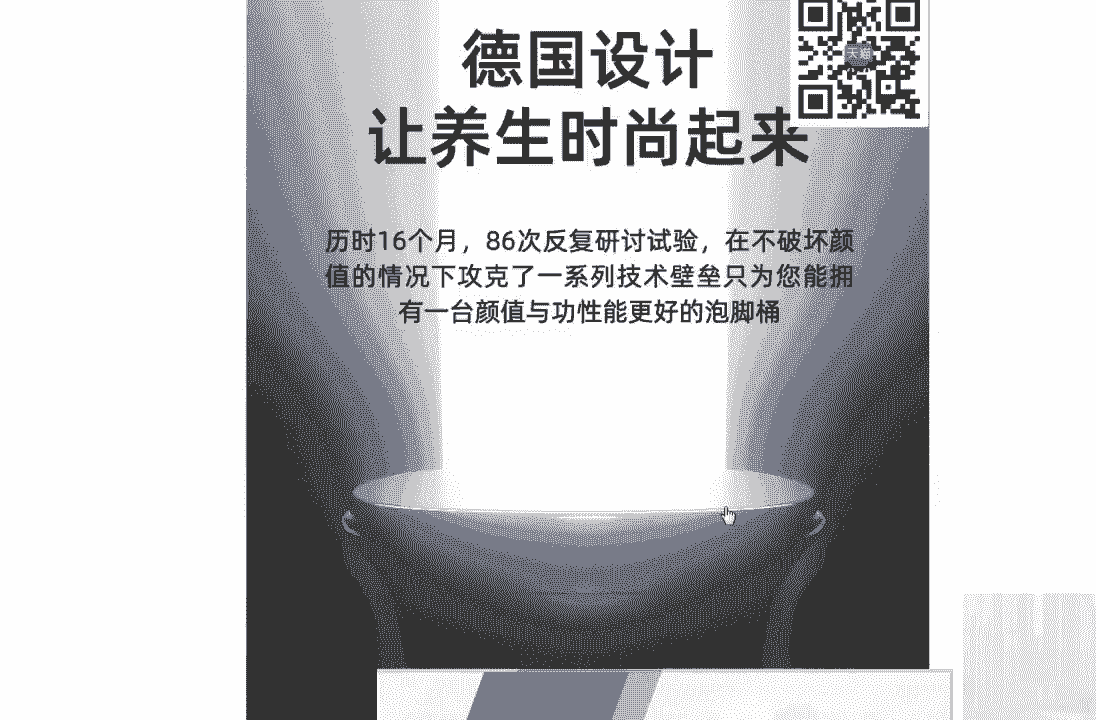 德国设计
让养生时尚起来
天猫
历时16个月，86次反复研讨试验，在不破坏颜
值的情况下攻克了一系列技术壁垒只为您能拥
有一台颜值与功性能更好的泡脚桶